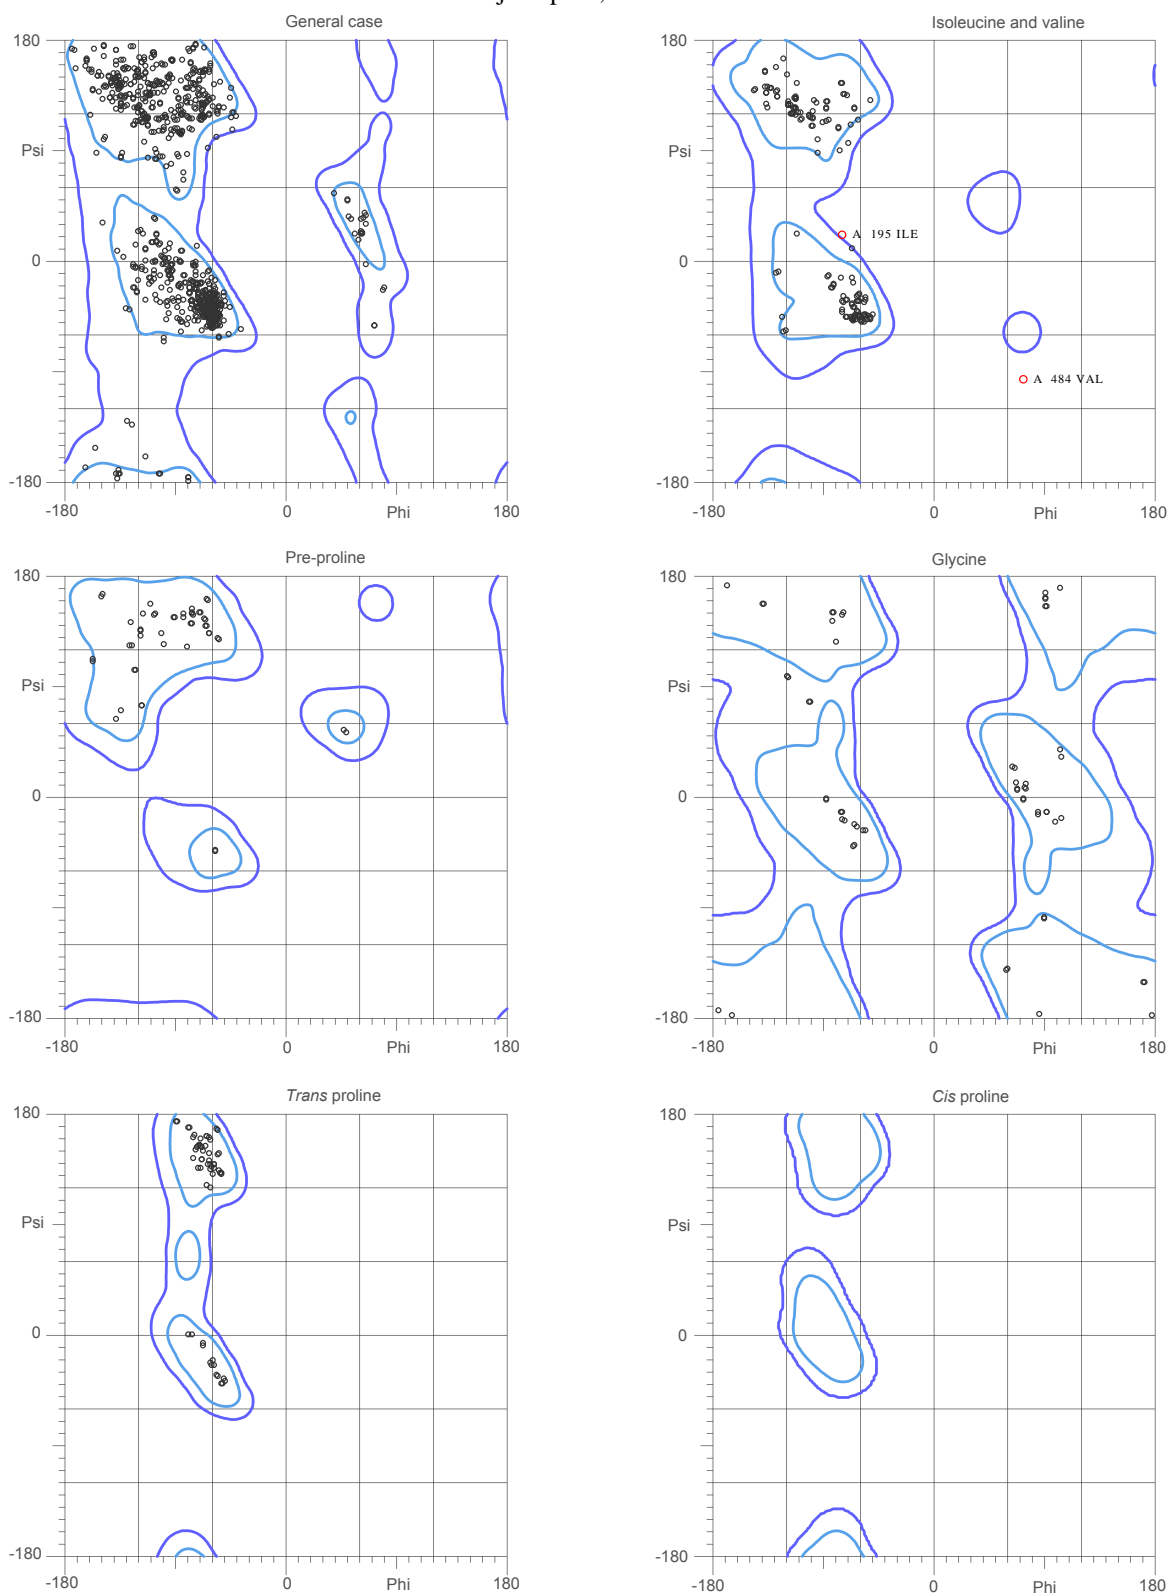 General case
Isoleucine and valine
180
180
Psi
Psi
A 195 ILE
0
0
A 484 VAL
-180
-180
-180
0
Phi
180
-180
0
Phi
180
Pre-proline
Glycine
180
180
Psi
Psi
0
0
-180
-180
-180
0
Phi
180
-180
0
Phi
180
Trans proline
Cis proline
180
180
Psi
Psi
0
0
-180
-180
-180
0
Phi
180
-180
0
Phi
180